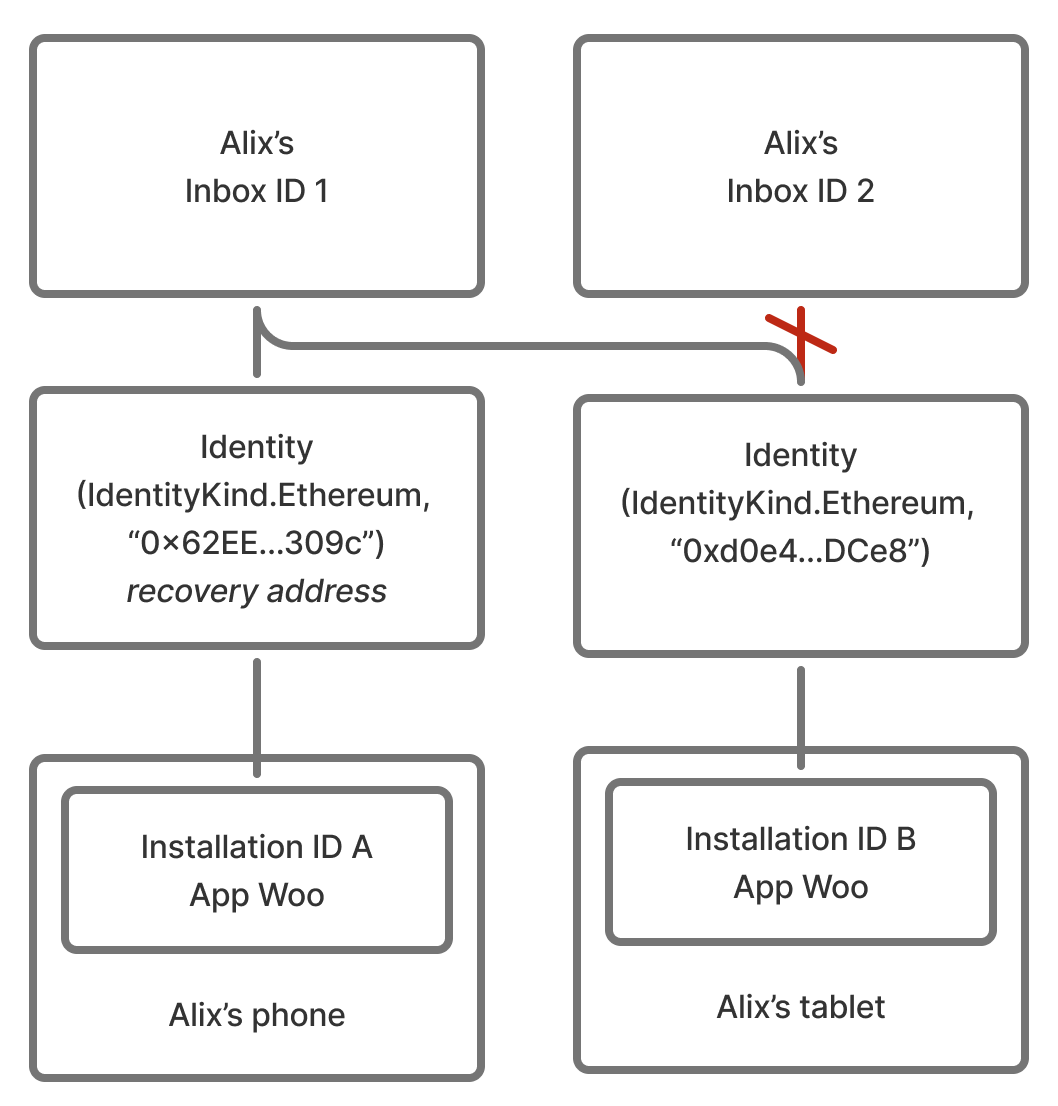 Alix’s
Inbox ID 1
Alix’s
Inbox ID 2
Identity
(IdentityKind.Ethereum,
“0×62EE...309c”)
recovery address
Identity
(IdentityKind.Ethereum,
“0xd0e4...DCe8”)
Installation ID A
App Woo
Alix’s phone
Installation ID B
App Woo
Alix’s tablet